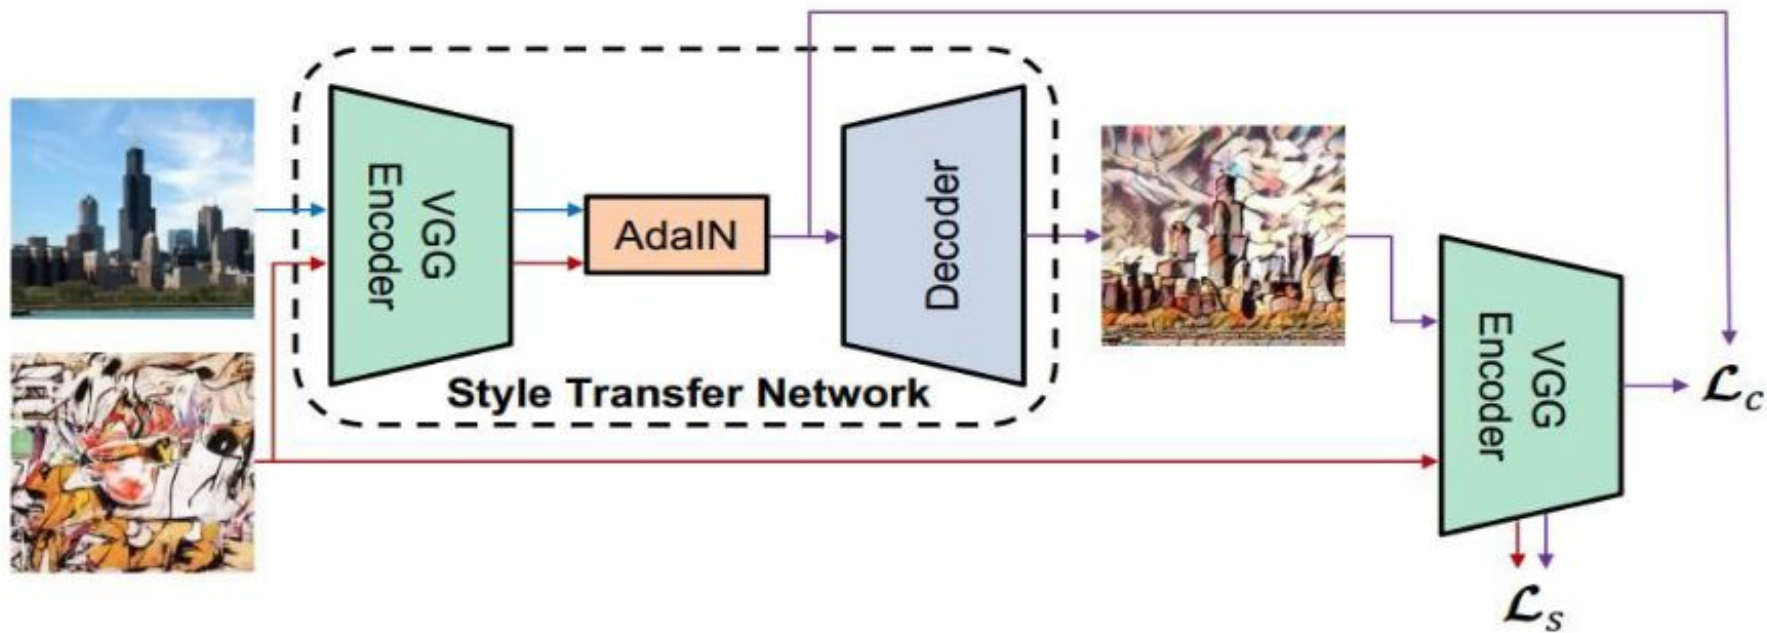 VGG
Encoder
AdaIN
Decoder
Style Transfer Network
VGG
Encoder
𝓛c
𝓛s